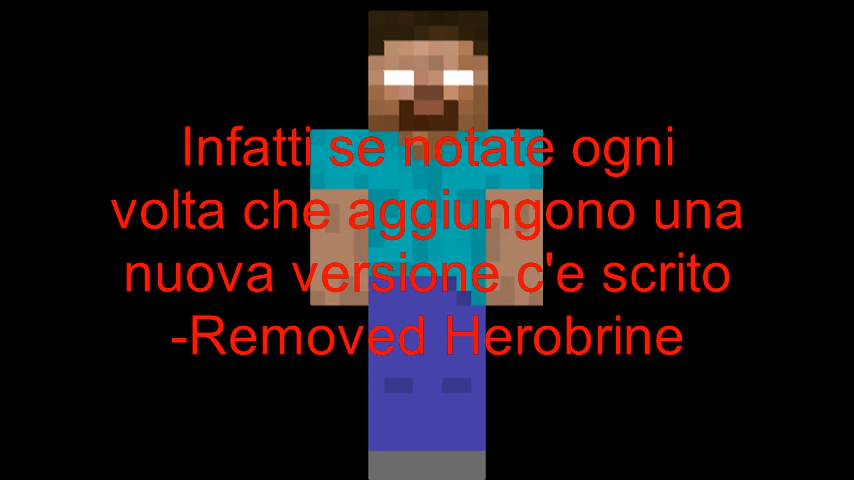 Infatti se notate ogni
volta che aggiungono una
nuova versione c'e scrito
-Removed Herobrine